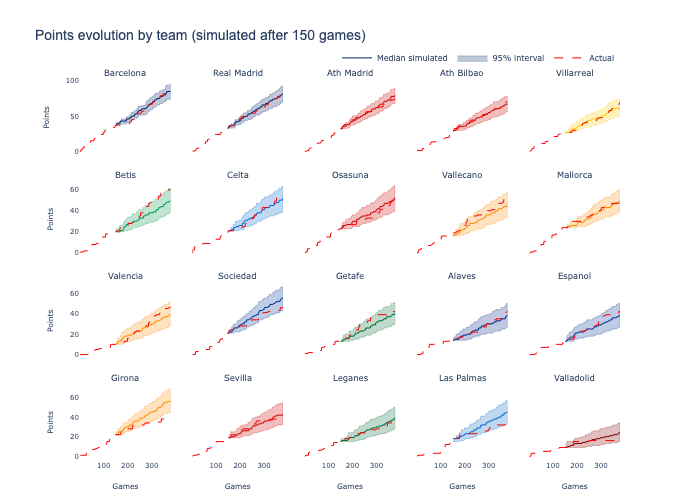 Points evolution by team (simulated after 150 games)
Median simulated 95% interval Actual
Barcelona Real Madrid Ath Madrid Ath Bilbao Villarreal
100
50
0
Points
Betis Celta Osasuna Vallecano Mallorca
60
40
20
0
Points
Valencia Sociedad Getafe Alaves Espanol
60
40
20
0
Points
Girona Sevilla Leganes Las Palmas Valladolid
60
40
20
0
Points
100 200 300 100 200 300 100 200 300 100 200 300 100 200 300
Games Games Games Games Games